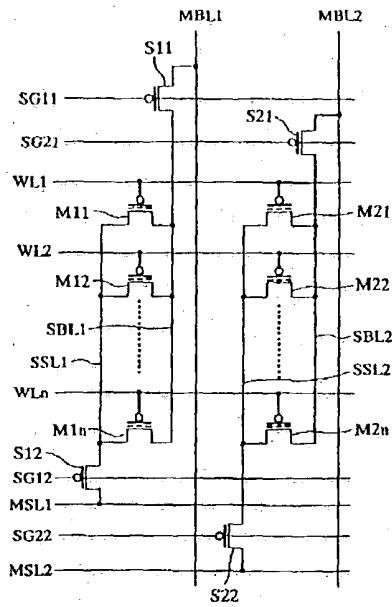 MBL1 MBL2
S11
SG11
S21
SG21
WL1
M11 M21
WL2
M12 M22
SBL1 SBL2
SSL1 SSL2
WLn
M1n M2n
S12
SG12
MSL1
SG22
MSL2
S22